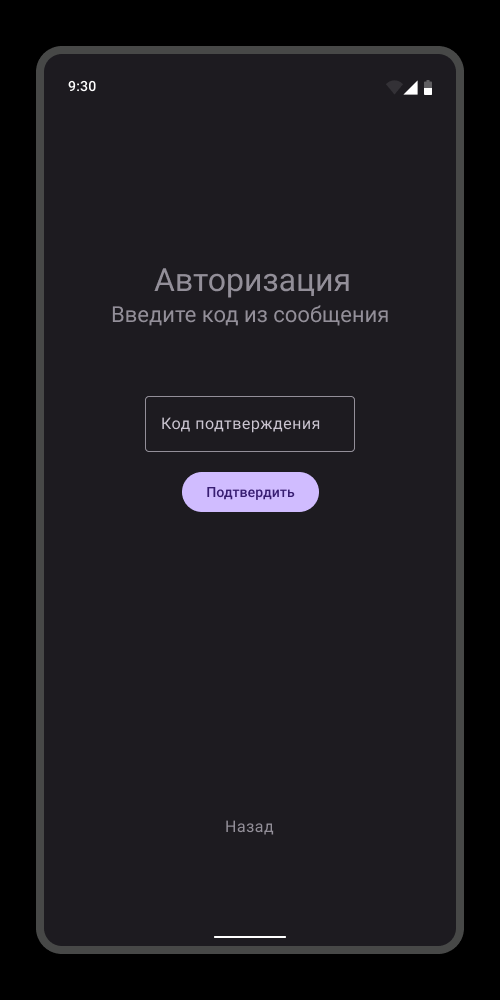 9:30
Авторизация
Введите код из сообщения
Код подтверждения
Подтвердить
Назад